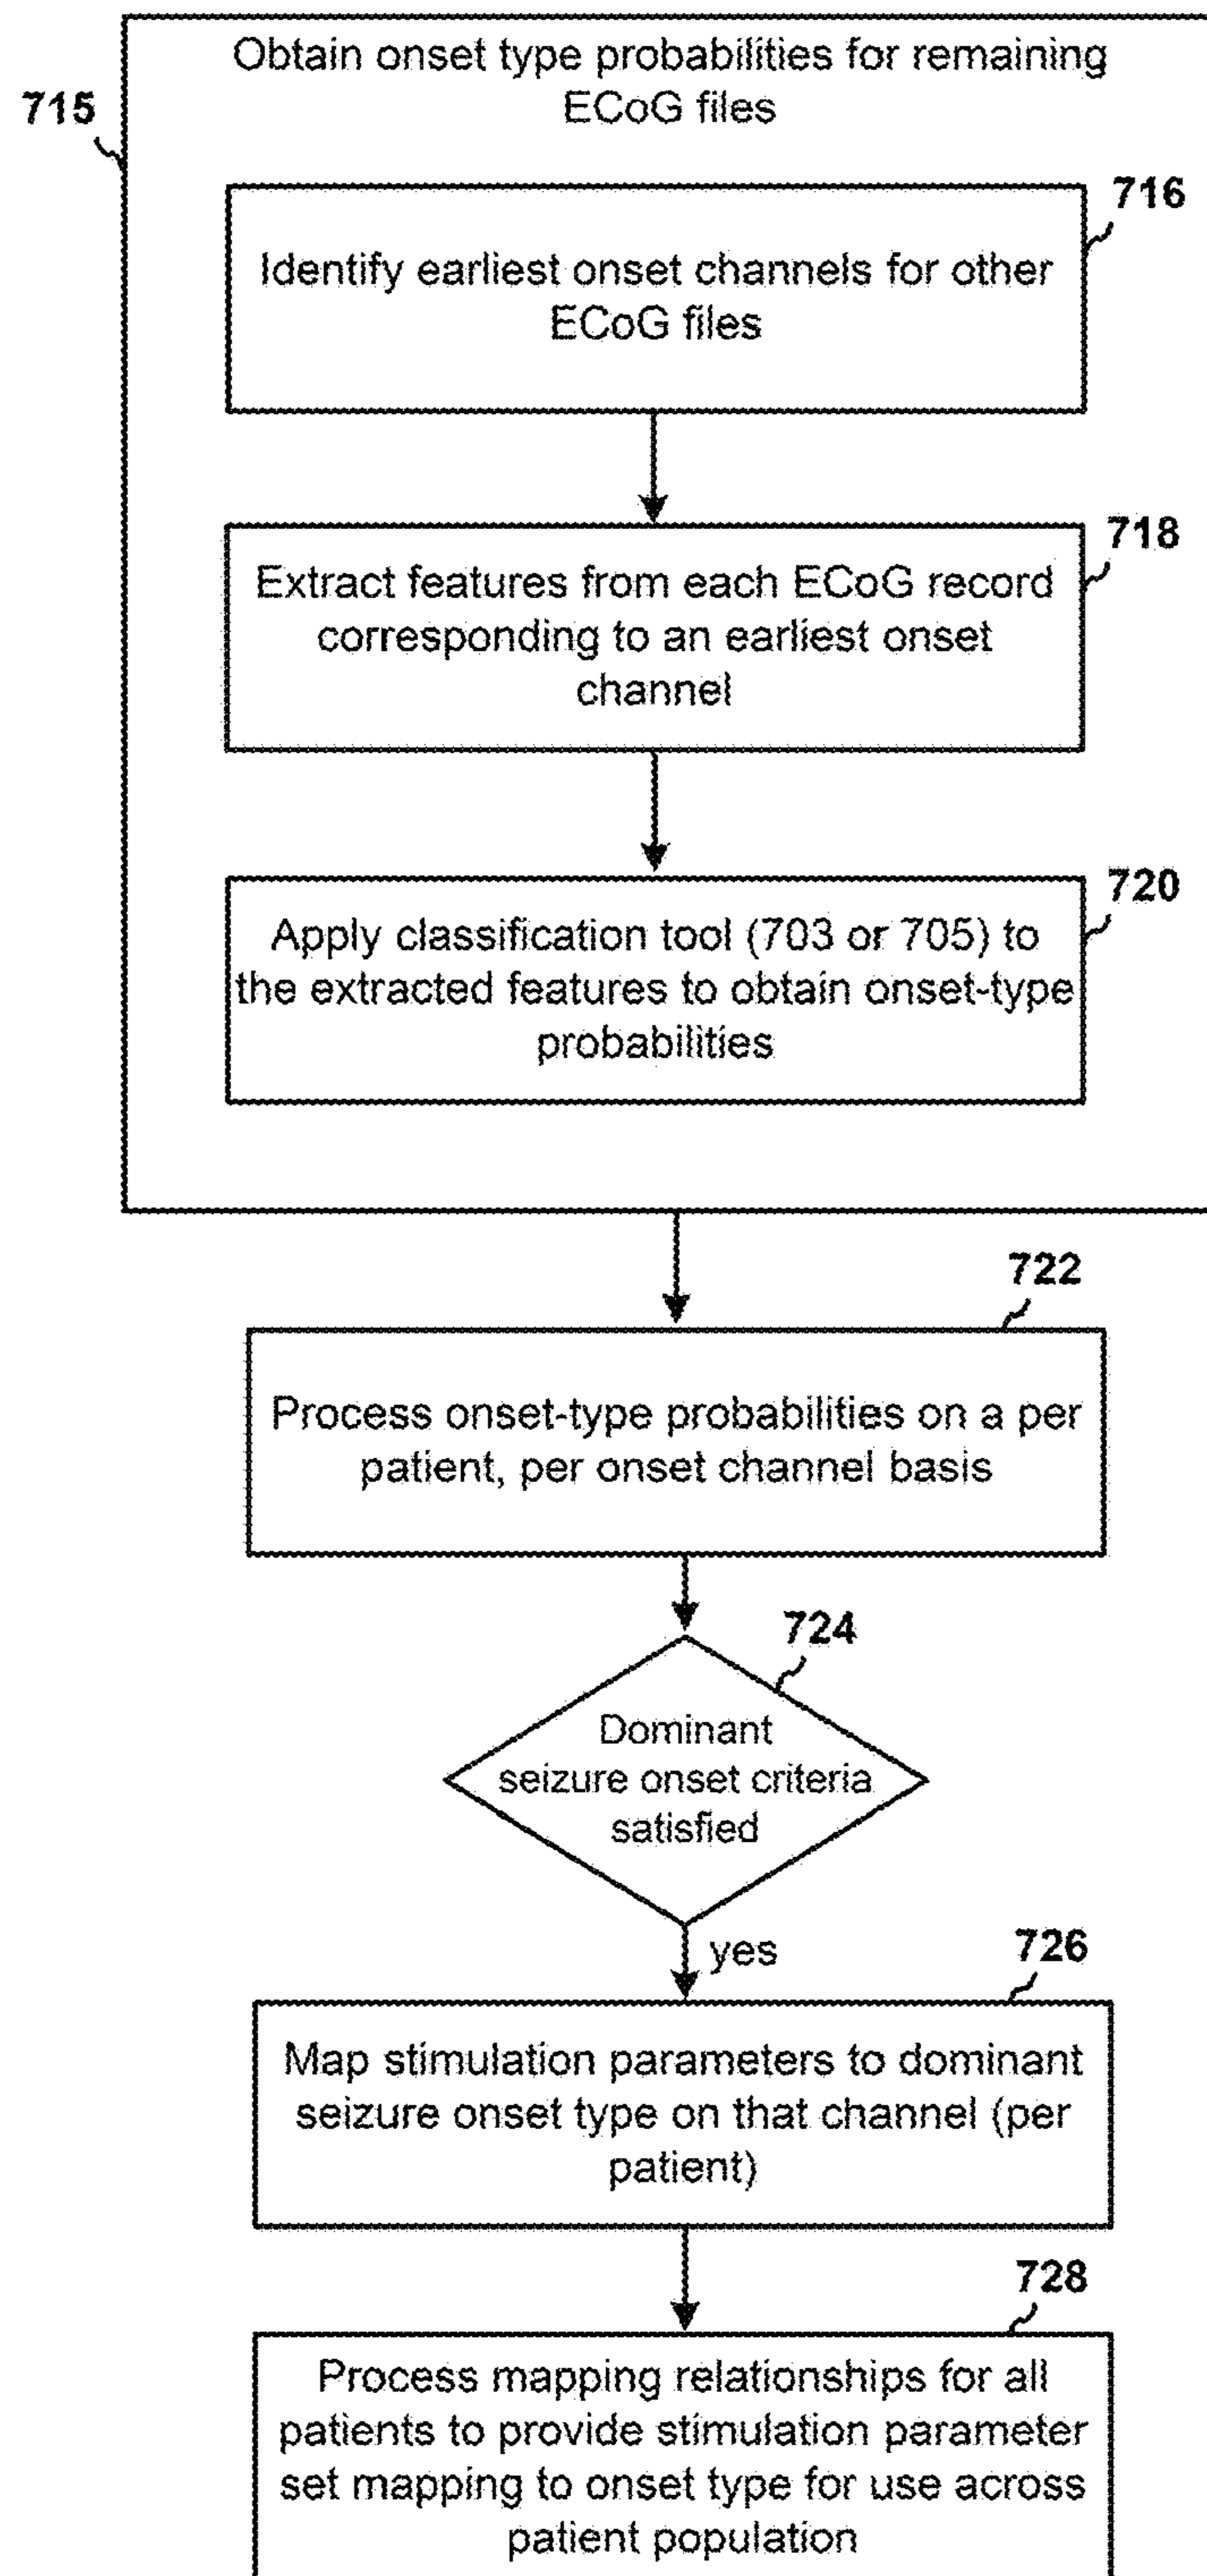 Obtain onset type probabilities for remaining
ECoG files
715
716
Identify earliest onset channels for other
ECoG files
718
Extract features from each ECoG record
corresponding to an earliest onset
channel
720
Apply classification tool (703 or 705) to
the extracted features to obtain onset-type
probabilities
722
Process onset-type probabilities on a per
patient, per onset channel basis
724
Dominant
seizure onset criteria
satisfied
yes
726
Map stimulation parameters to dominant
seizure onset type on that channel (per
patient)
728
Process mapping relationships for all
patients to provide stimulation parameter
set mapping to onset type for use across
patient population